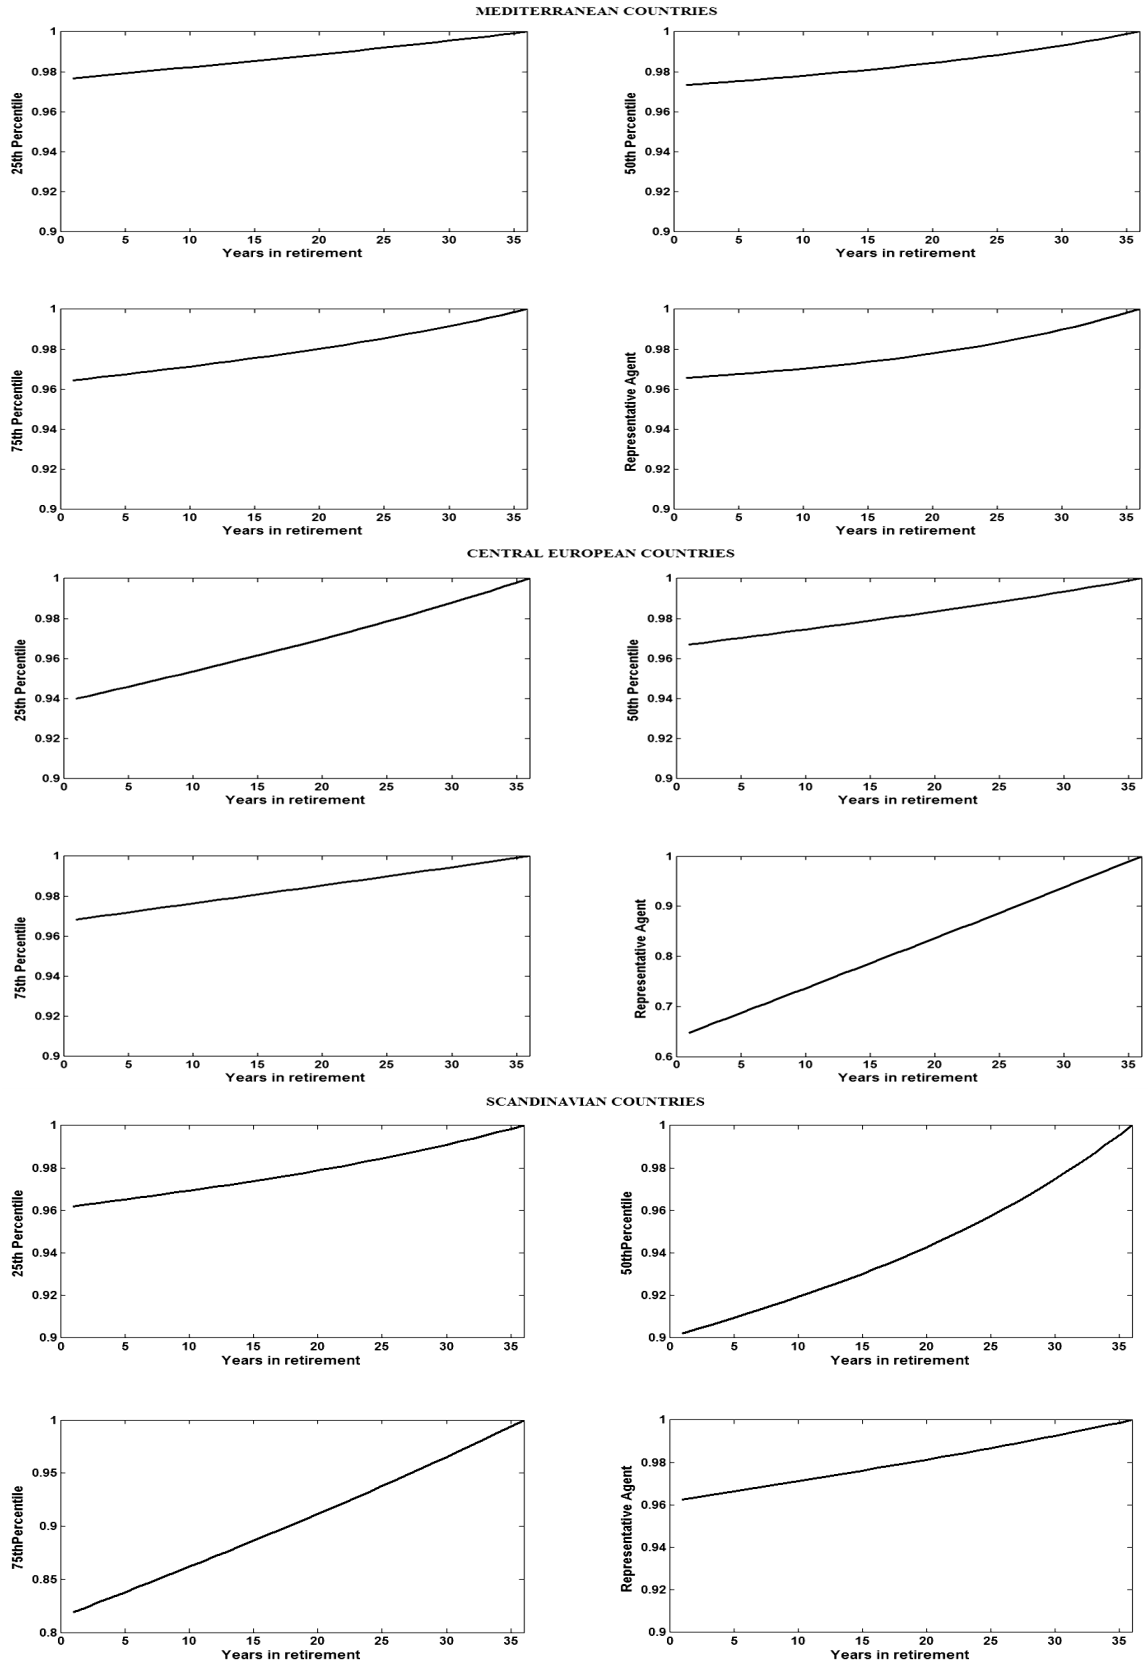 MEDITERRANEAN COUNTRIES
25th Percentile
1
0.98
0.96
0.94
0.92
0.9
0 5 10 15 20 25 30 35
Years in retirement
50th Percentile
1
0.98
0.96
0.94
0.92
0.9
0 5 10 15 20 25 30 35
Years in retirement
75th Percentile
1
0.98
0.96
0.94
0.92
0.9
0 5 10 15 20 25 30 35
Years in retirement
Representative Agent
1
0.98
0.96
0.94
0.92
0.9
0 5 10 15 20 25 30 35
Years in retirement
CENTRAL EUROPEAN COUNTRIES
25th Percentile
1
0.98
0.96
0.94
0.92
0.9
0 5 10 15 20 25 30 35
Years in retirement
50th Percentile
1
0.98
0.96
0.94
0.92
0.9
0 5 10 15 20 25 30 35
Years in retirement
75th Percentile
1
0.98
0.96
0.94
0.92
0.9
0 5 10 15 20 25 30 35
Years in retirement
Representative Agent
1
0.9
0.8
0.7
0.6
0 5 10 15 20 25 30 35
Years in retirement
SCANDINAVIAN COUNTRIES
25th Percentile
1
0.98
0.96
0.94
0.92
0.9
0 5 10 15 20 25 30 35
Years in retirement
50thPercentile
1
0.98
0.96
0.94
0.92
0.9
0 5 10 15 20 25 30 35
Years in retirement
75thPercentile
1
0.95
0.9
0.85
0.8
0 5 10 15 20 25 30 35
Years in retirement
Representative Agent
1
0.98
0.96
0.94
0.92
0.9
0 5 10 15 20 25 30 35
Years in retirement